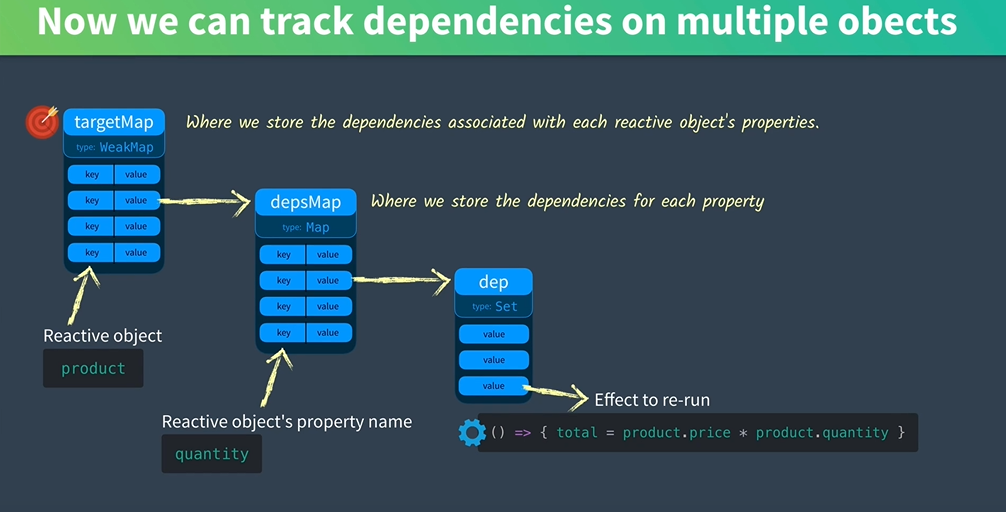 Now we can track dependencies on multiple obects
targetMap
Where we store the dependencies associated with each reactive object's properties.
type: WeakMap
key value
key value
key value
key value
depsMap
Where we store the dependencies for each property
type: Map
key value
key value
key value
key value
dep
type: Set
value
value
value
Reactive object
product
Reactive object's property name
quantity
Effect to re-run
() => { total = product.price * product.quantity }